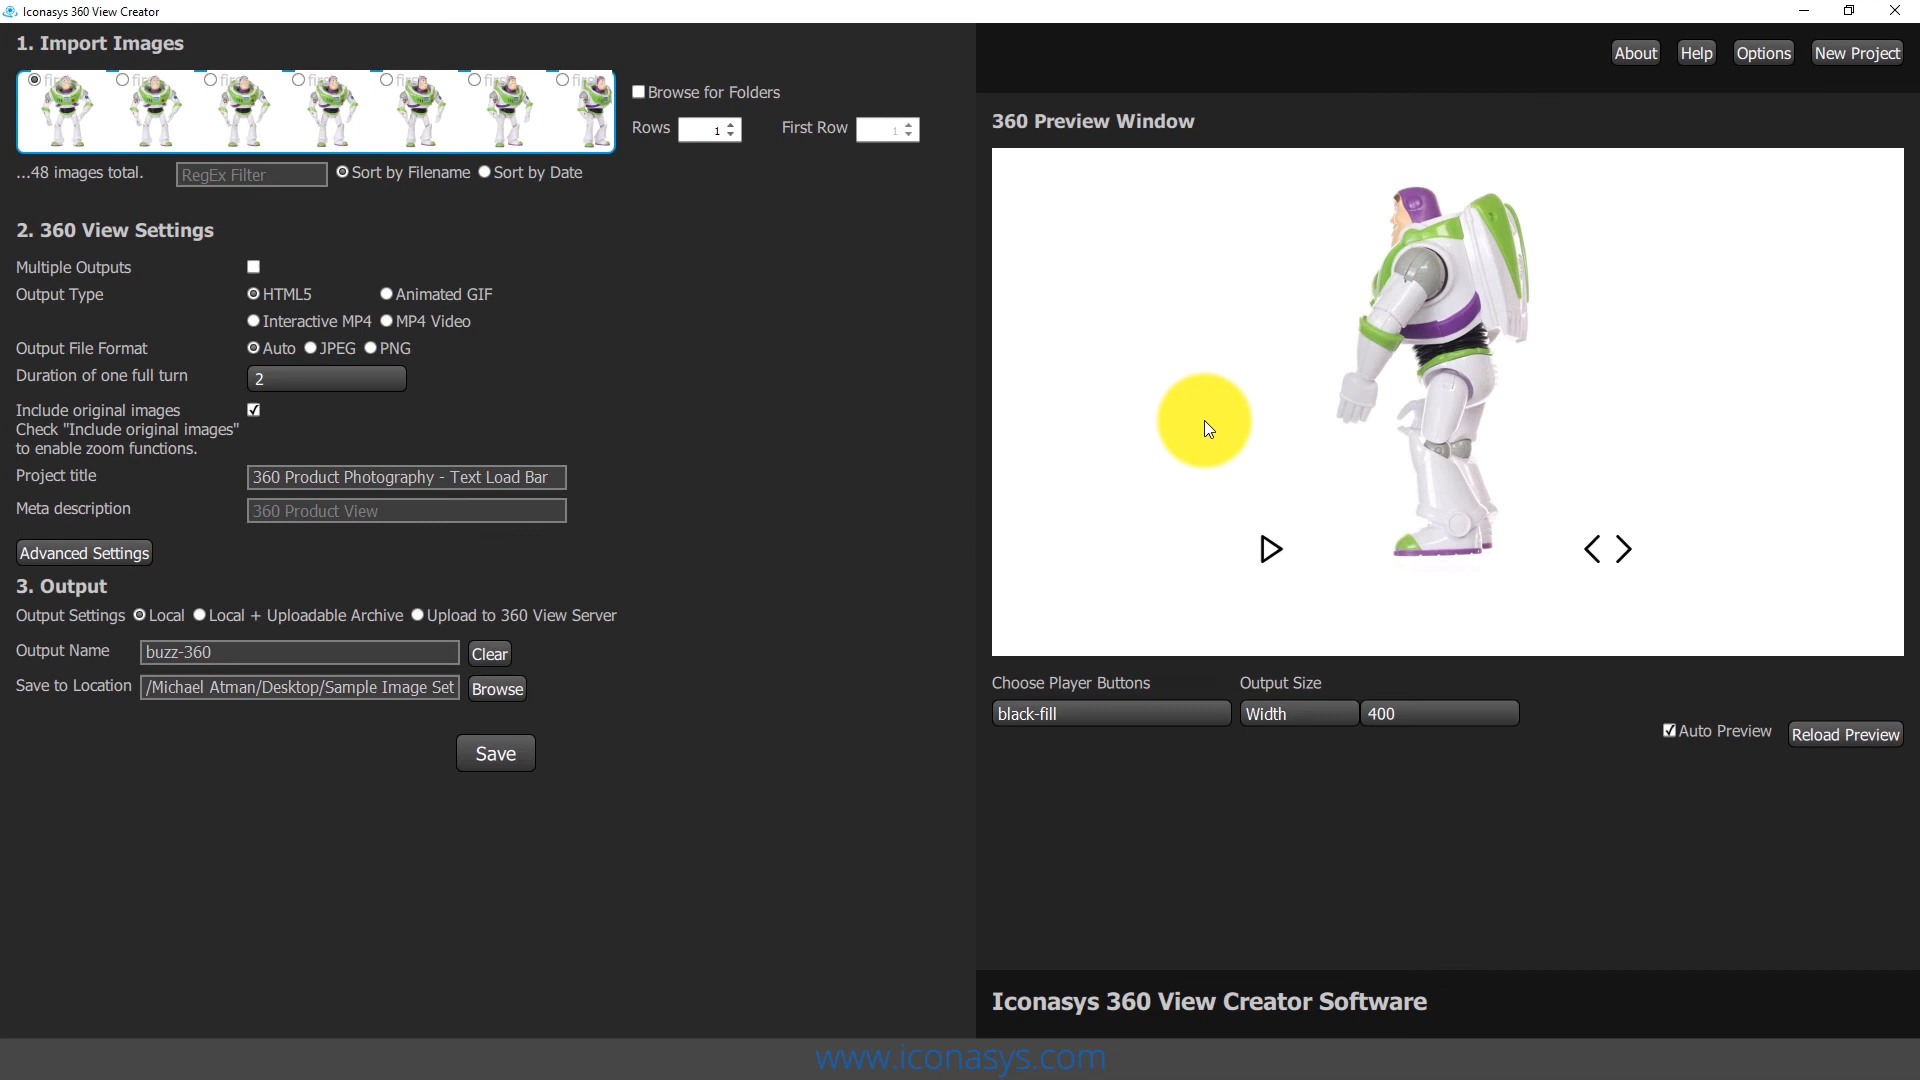 Iconasys 360 View Creator
1. Import Images
About Help Options New Project
first first first first first first
Browse for Folders
Rows 1 First Row 1
360 Preview Window
...48 images total. RegEx Filter Sort by Filename Sort by Date
2. 360 View Settings
Multiple Outputs
Output Type HTML5 Animated GIF
Interactive MP4 MP4 Video
Output File Format Auto JPEG PNG
Duration of one full turn 2
Include original images
Check "Include original images"
to enable zoom functions.
Project title 360 Product Photography - Text Load Bar
Meta description 360 Product View
Advanced Settings
3. Output
Output Settings Local Local + Uploadable Archive Upload to 360 View Server
Output Name buzz-360 Clear
Save to Location /Michael Atman/Desktop/Sample Image Set Browse
Save
Choose Player Buttons Output Size
black-fill Width 400
Auto Preview Reload Preview
Iconasys 360 View Creator Software
www.iconasys.com